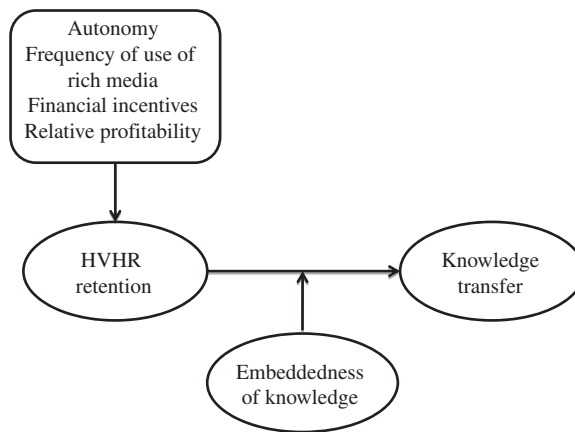 Autonomy
Frequency of use of
rich media
Financial incentives
Relative profitability
HVHR
retention
Knowledge
transfer
Embeddedness
of knowledge